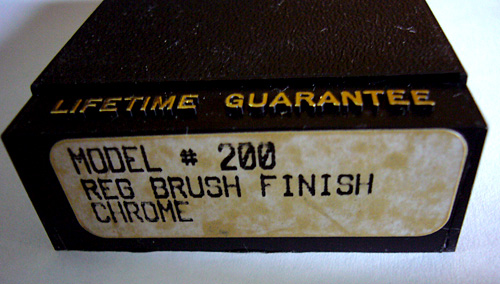 LIFETIME GUARANTEE
MODEL # 200
REG BRUSH FINISH
CHROME